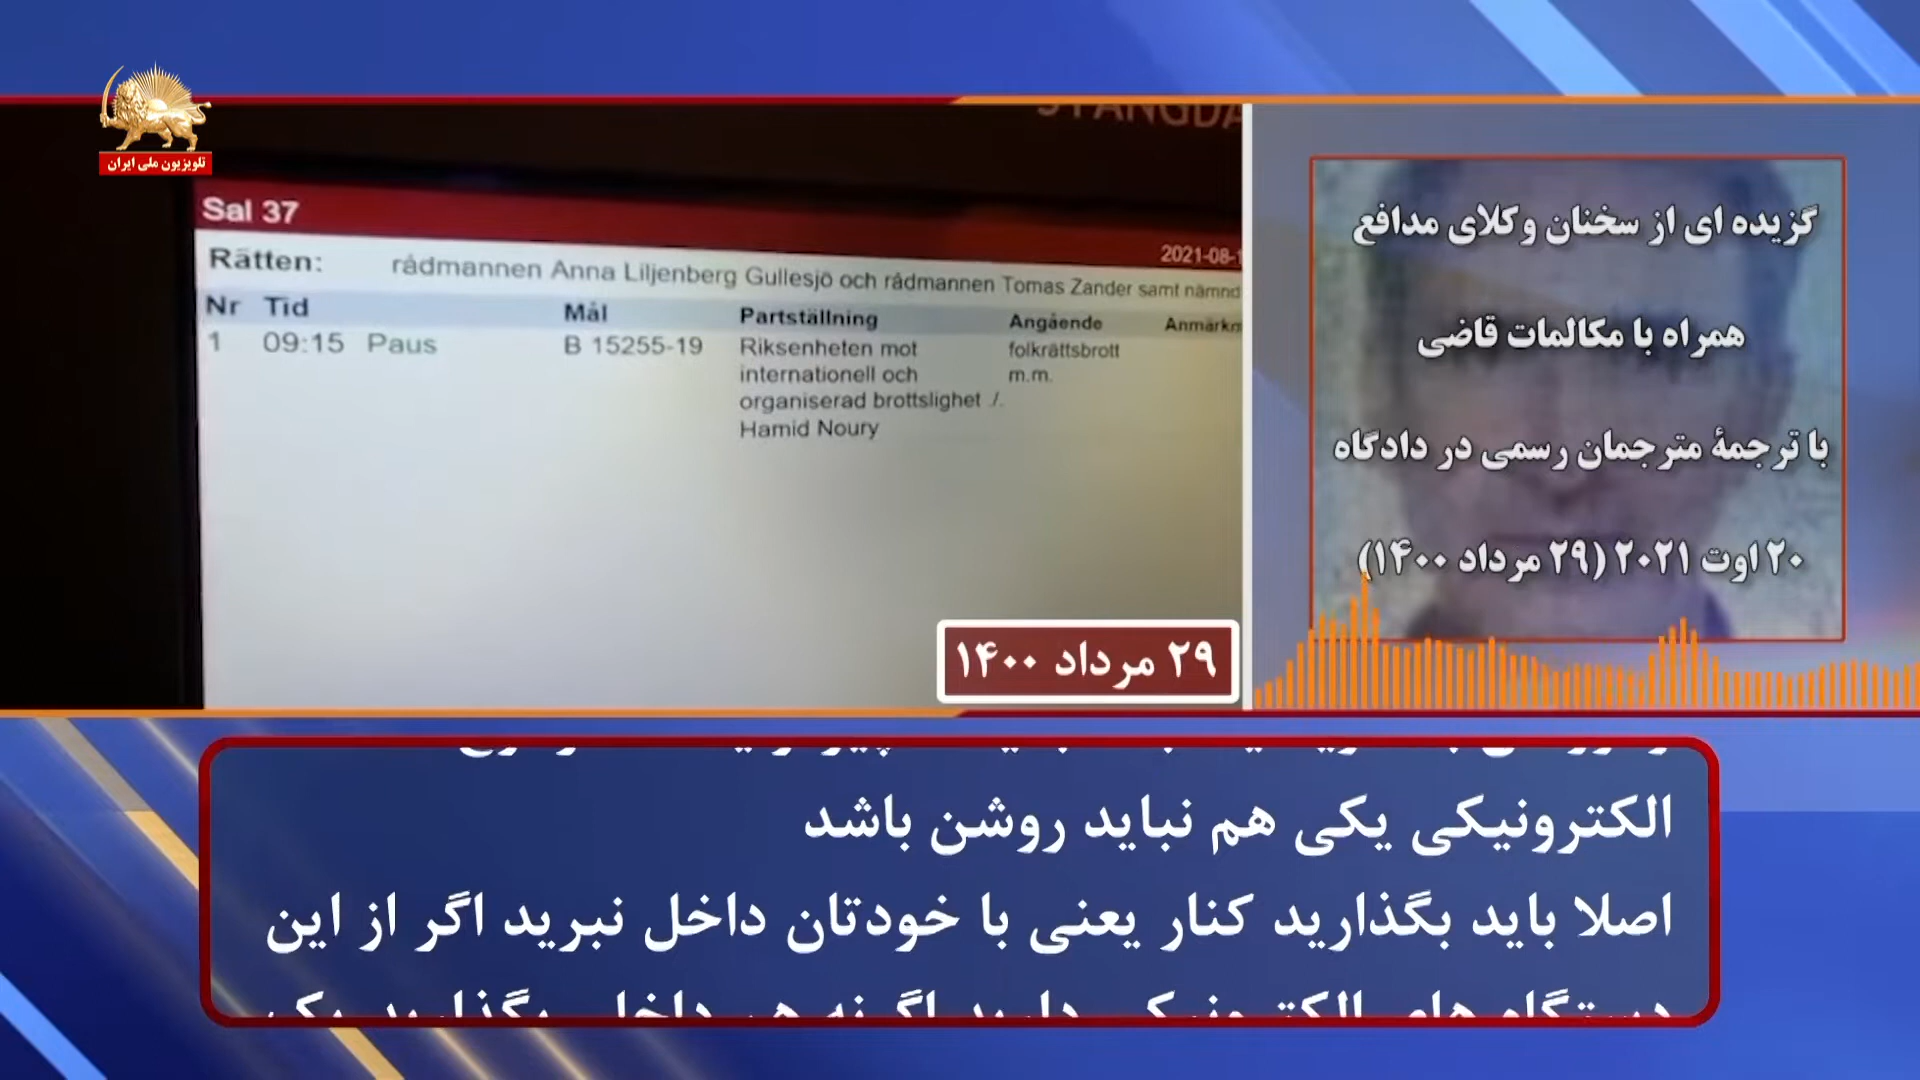 تلویزیون ملی ایران
Sal 37
2021-08-1
Rätten: rådmannen Anna Liljenberg Gullesjö och rådmannen Tomas Zander samt nämnd
Nr Tid Mål Partställning Angående
1 09:15 Paus B 15255-19 Riksenheten mot folkrättsbrott
internationell och m.m.
organiserad brottslighet ./.
Hamid Noury
گزیده ای از سخنان وکلای مدافع
همراه با مکالمات قاضی
با ترجمهٔ مترجمان رسمی در دادگاه
۲۰ اوت ۲۰۲۱ (۲۹ مرداد ۱۴۰۰)
۲۹ مرداد ۱۴۰۰
الکترونیکی یکی هم نباید روشن باشد
اصلا باید بگذارید کنار یعنی با خودتان داخل نبرید اگر از این